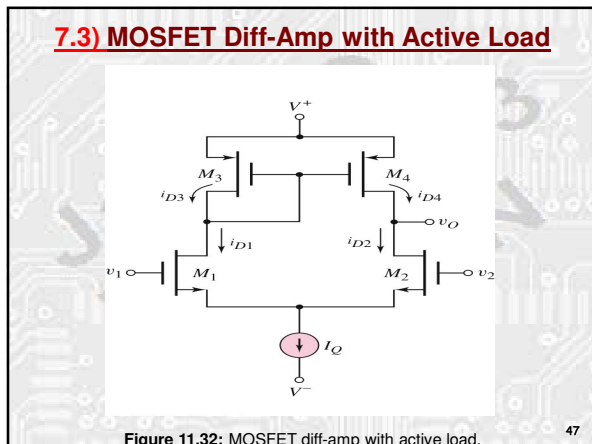 7.3) MOSFET Diff-Amp with Active Load
V+
M3
M4
iD3
iD4
vO
iD1
iD2
v1
M1
M2
v2
IQ
V−
Figure 11.32: MOSFET diff-amp with active load.
47